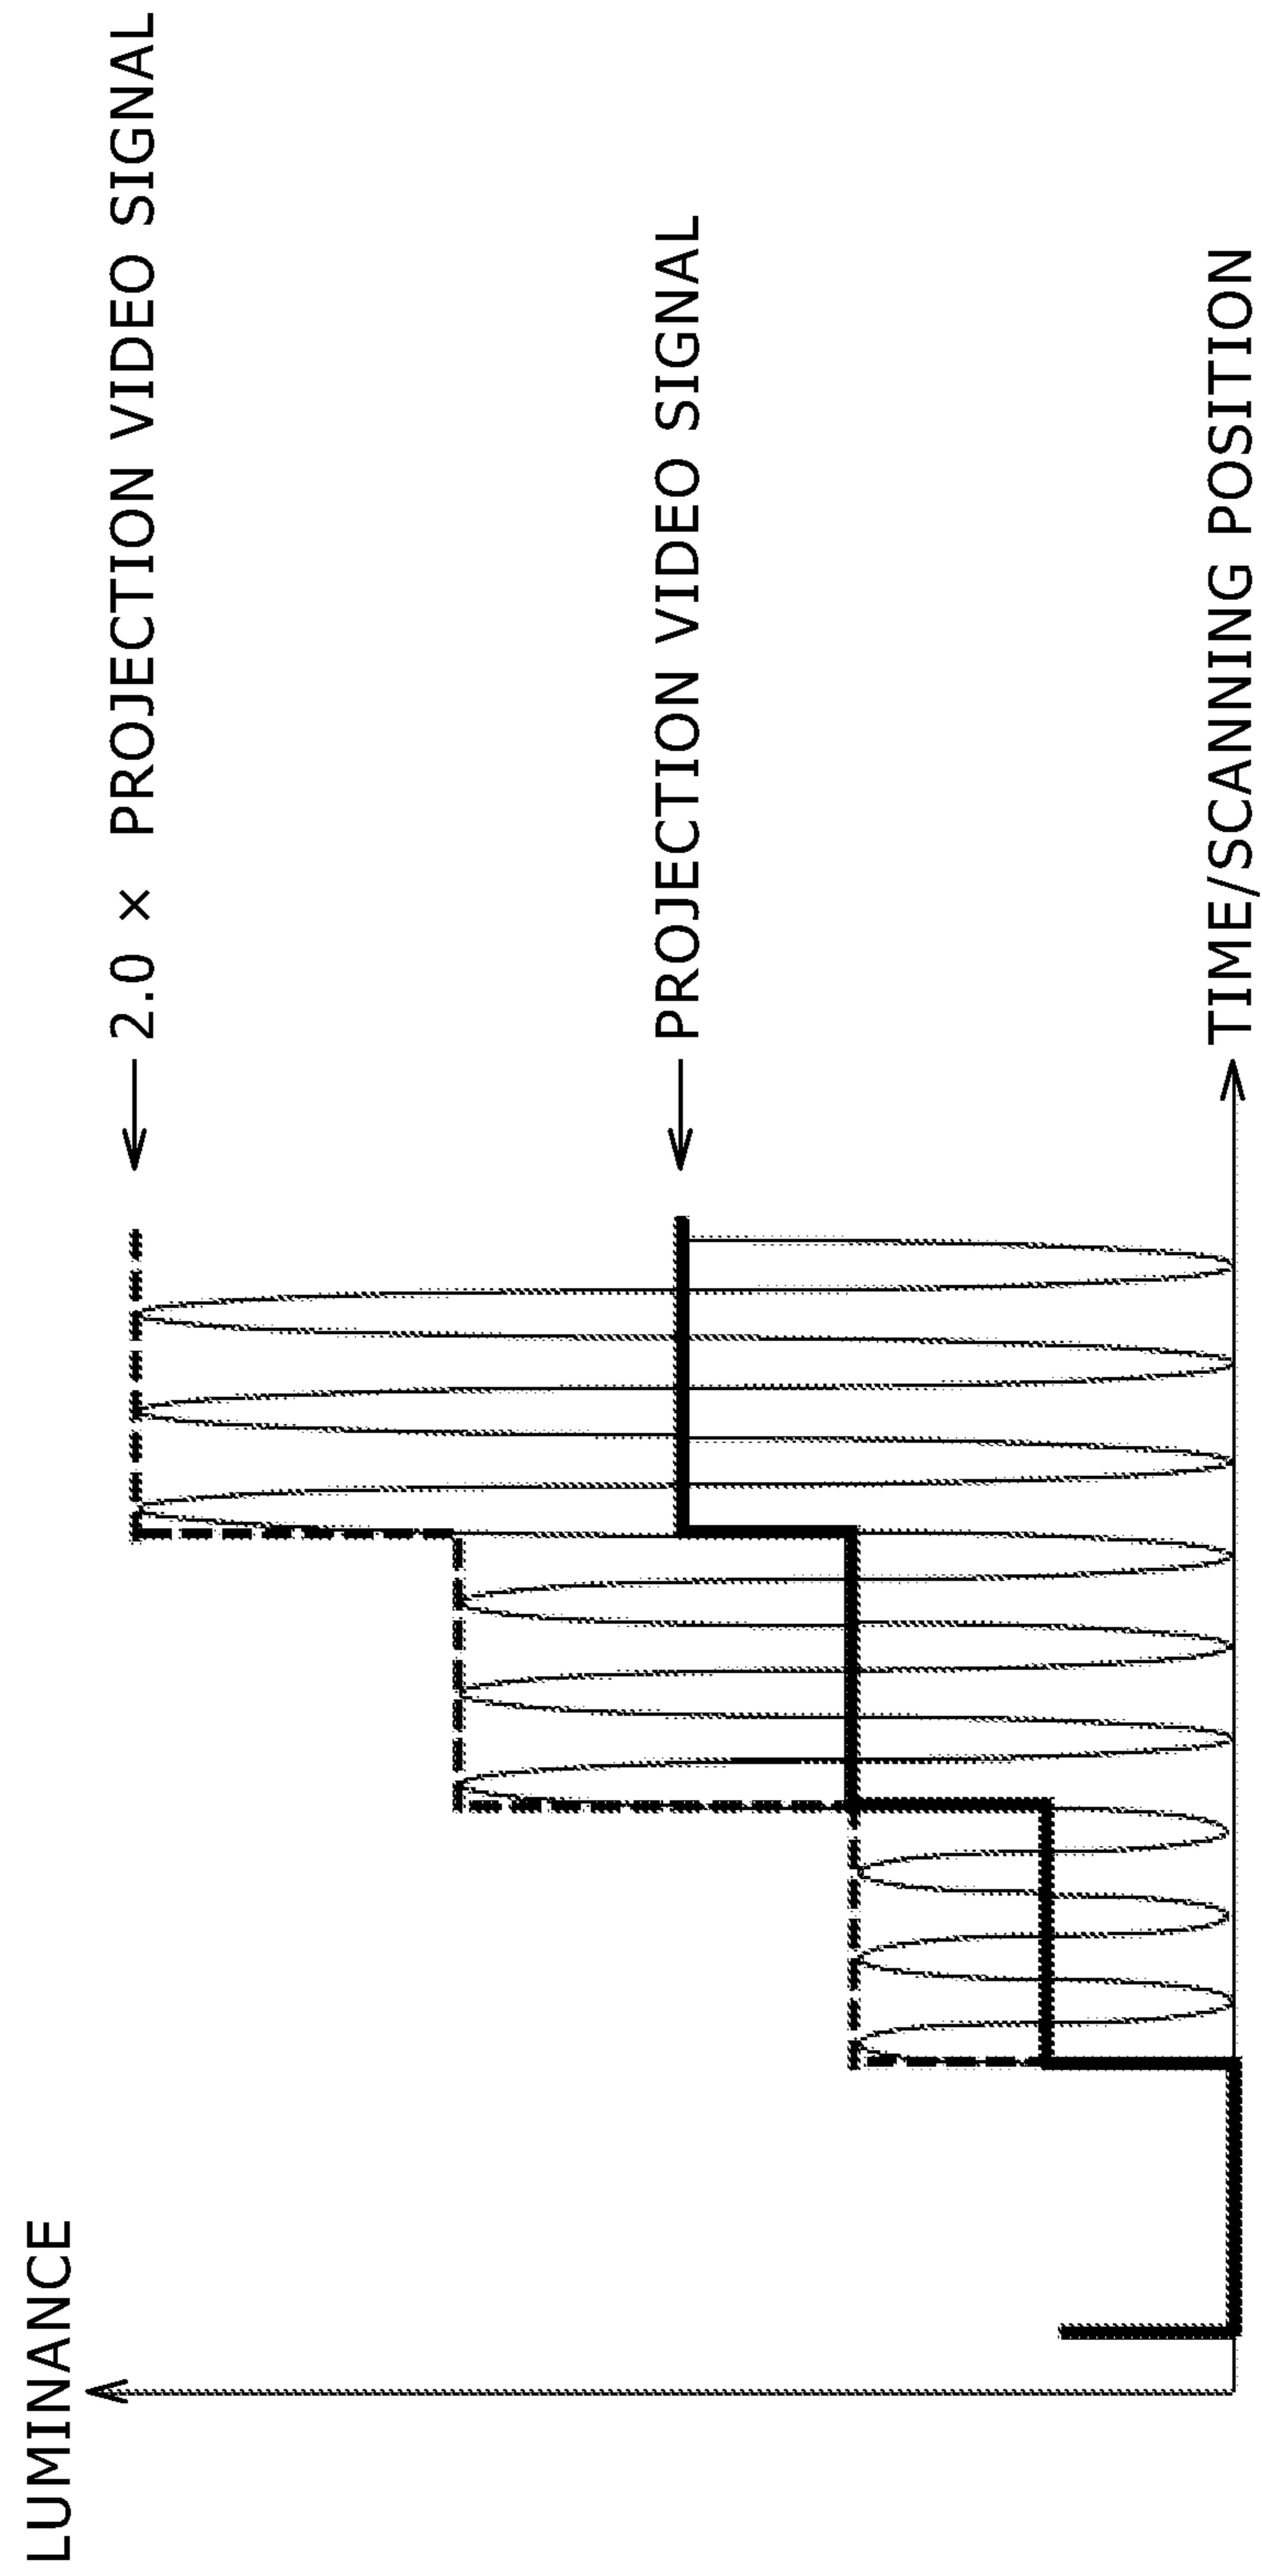 LUMINANCE
2.0 × PROJECTION VIDEO SIGNAL
PROJECTION VIDEO SIGNAL
TIME/SCANNING POSITION